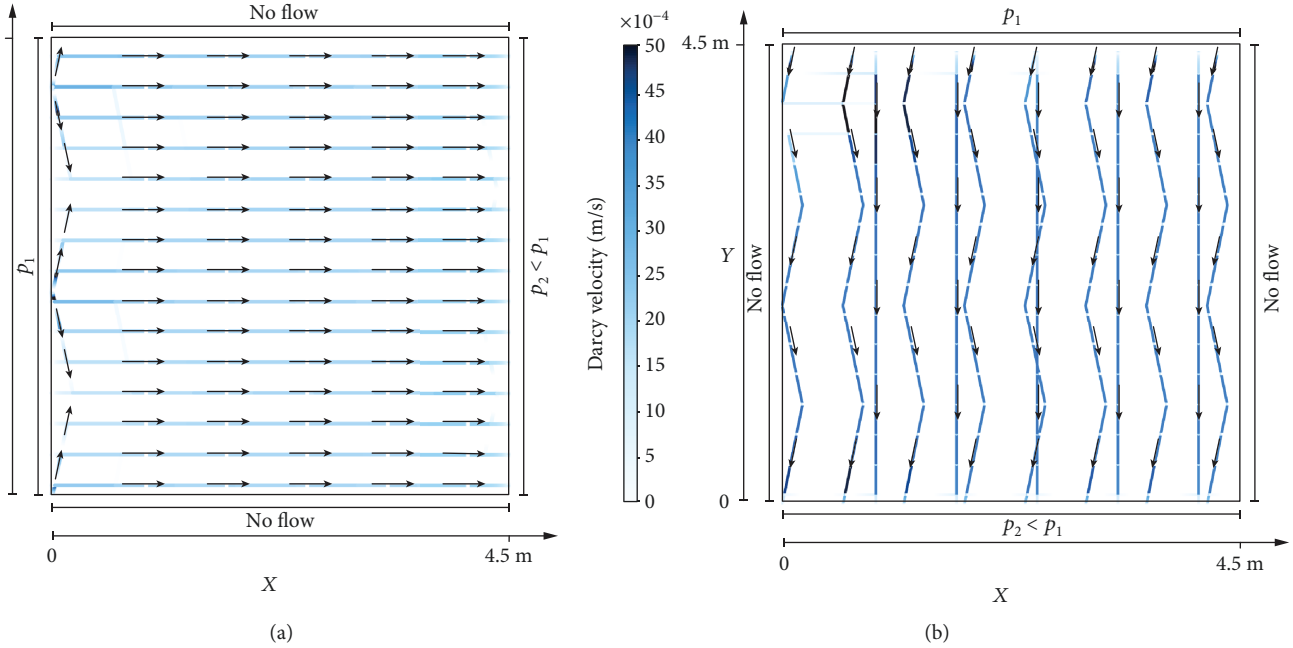 No flow
p₁
p₂ < p₁
No flow
0
4.5 m
X
(a)
×10⁻⁴
50
45
40
35
30
25
20
15
10
5
0
Darcy velocity (m/s)
p₁
4.5 m
Y
0
No flow
No flow
p₂ < p₁
0
4.5 m
X
(b)